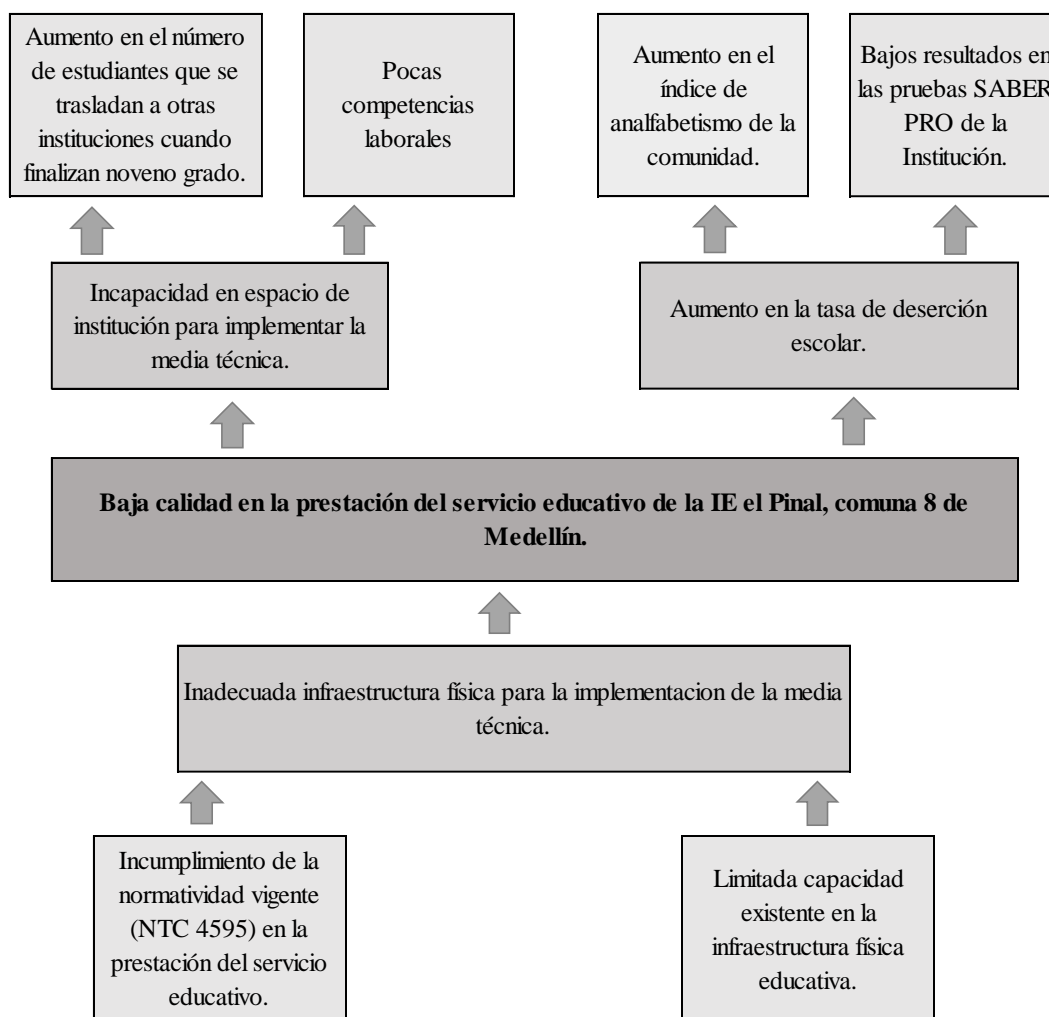 Aumento en el número
de estudiantes que se
trasladan a otras
instituciones cuando
finalizan noveno grado.
Pocas
competencias
laborales
Aumento en el
índice de
analfabetismo de la
comunidad.
Bajos resultados en
las pruebas SABER
PRO de la
Institución.
Incapacidad en espacio de
institución para implementar la
media técnica.
Aumento en la tasa de deserción
escolar.
Baja calidad en la prestación del servicio educativo de la IE el Pinal, comuna 8 de
Medellín.
Inadecuada infraestructura física para la implementacion de la media
técnica.
Incumplimiento de la
normatividad vigente
(NTC 4595) en la
prestación del servicio
educativo.
Limitada capacidad
existente en la
infraestructura física
educativa.